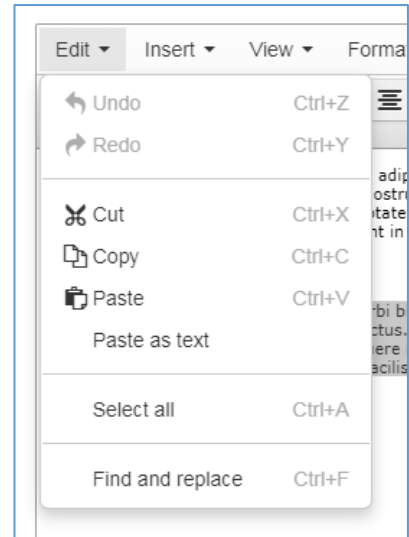 Edit Insert View Forma
Undo Ctrl+Z
Redo Ctrl+Y
Cut Ctrl+X
Copy Ctrl+C
Paste Ctrl+V
Paste as text
Select all Ctrl+A
Find and replace Ctrl+F